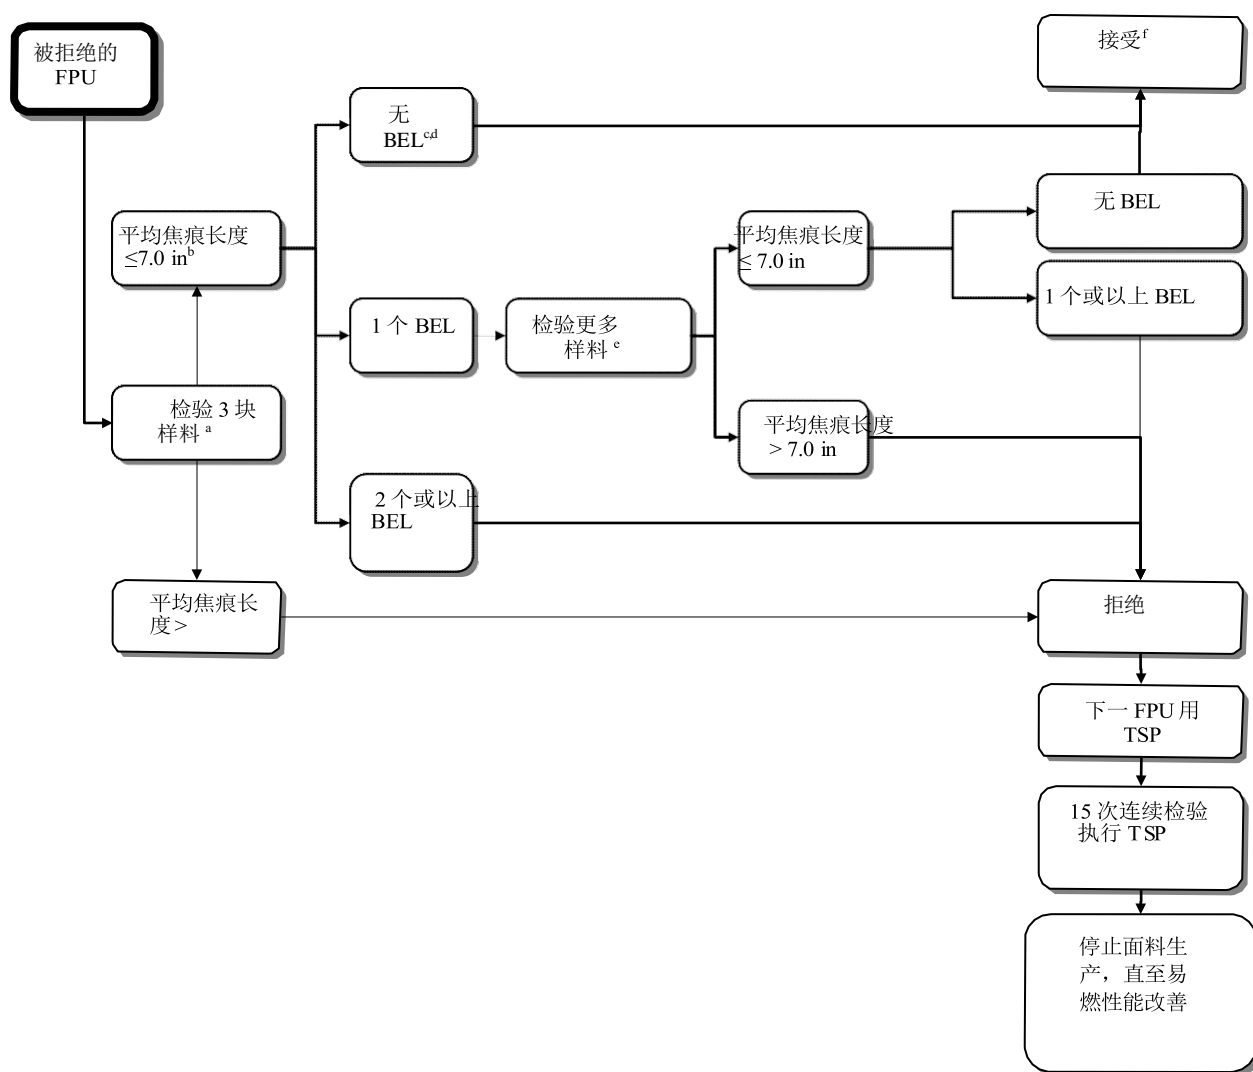 被拒绝的
FPU
接受f
无
BELc,d
无 BEL
平均焦痕长度
≤7.0 inb
平均焦痕长度
≤ 7.0 in
1 个或以上 BEL
1 个 BEL
检验更多
样料 e
检验 3 块
样料 a
平均焦痕长度
> 7.0 in
2 个或以上
BEL
平均焦痕长
度 >
拒绝
下一 FPU 用
TSP
15 次连续检验
执行 TSP
停止面料生
产，直至易
燃性能改善